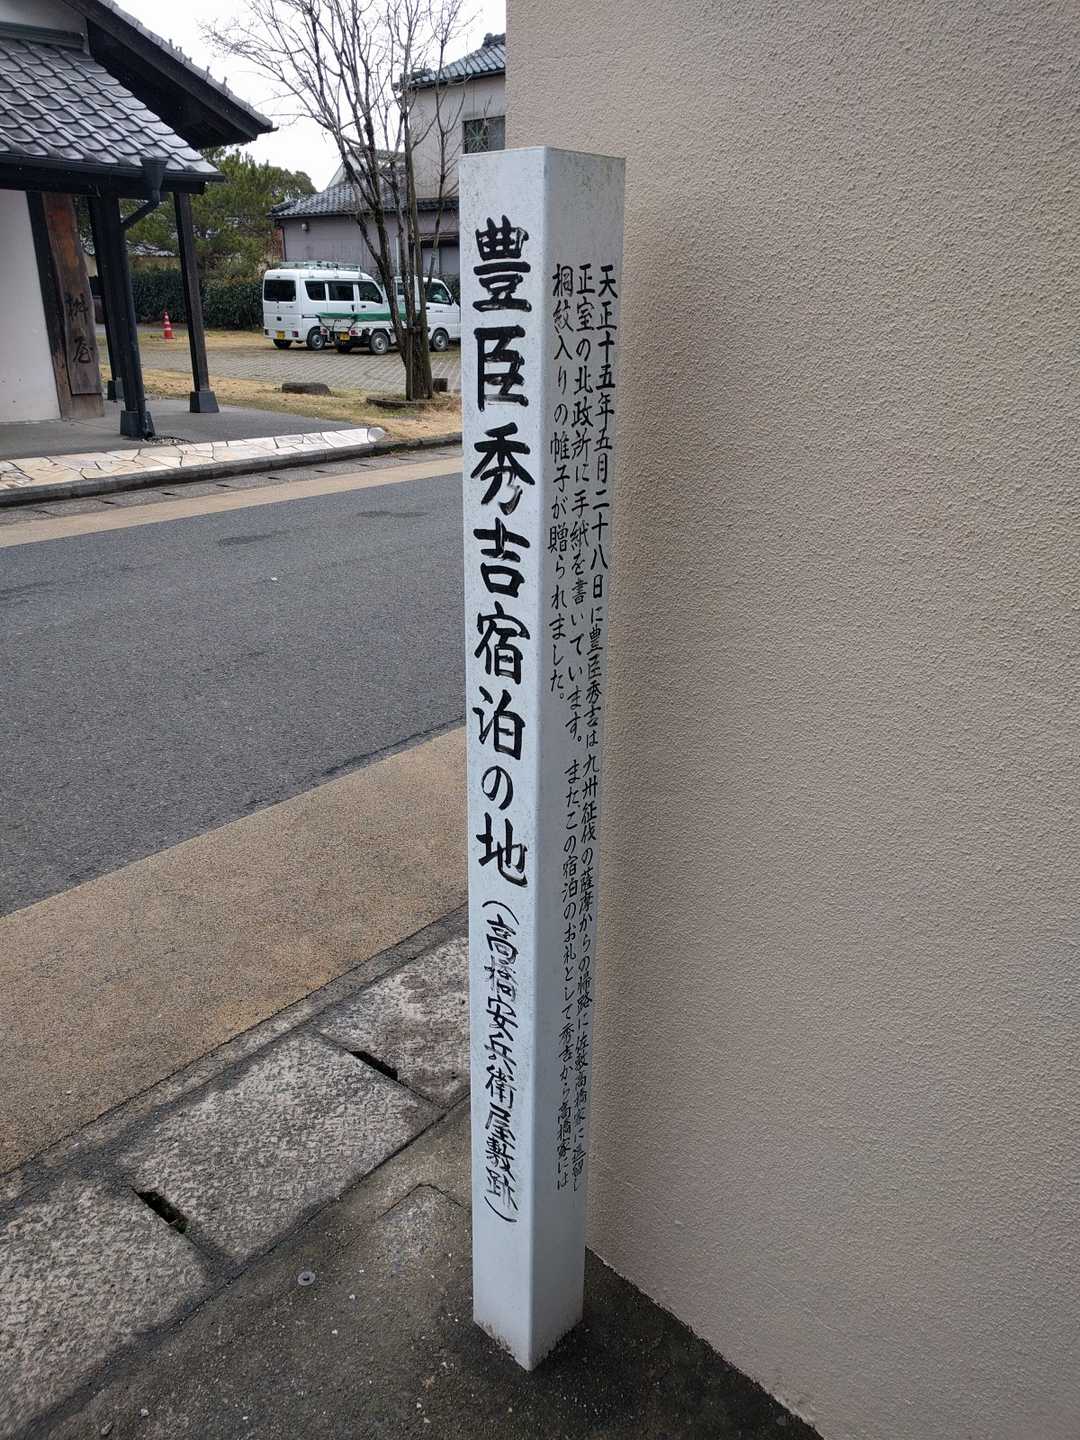 豊臣秀吉宿泊の地(高橋安兵衛屋敷跡)
天正十五年五月二十八日に豊臣秀吉は九州征伐の薩摩からの帰路に佐敷高橋家に逗留し
正室の北政所に手紙を書いています。またこの宿泊のお礼として秀吉から高橋家には
桐紋入りの帷子が贈られました。
桝屋